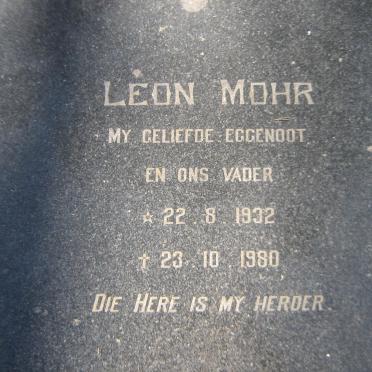 LEON MOHR
MY GELIEFDE EGGENOOT
EN ONS VADER
☆ 22 8 1932
† 23 10 1980
DIE HERE IS MY HERDER